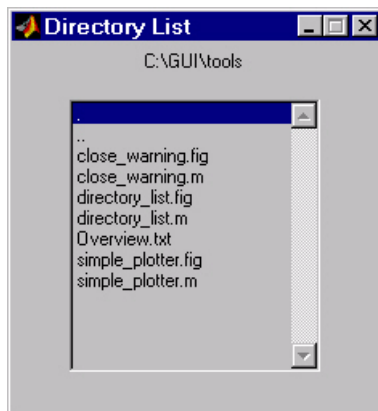 Directory List
C:\GUI\tools
.
..
close_warning.fig
close_warning.m
directory_list.fig
directory_list.m
Overview.txt
simple_plotter.fig
simple_plotter.m